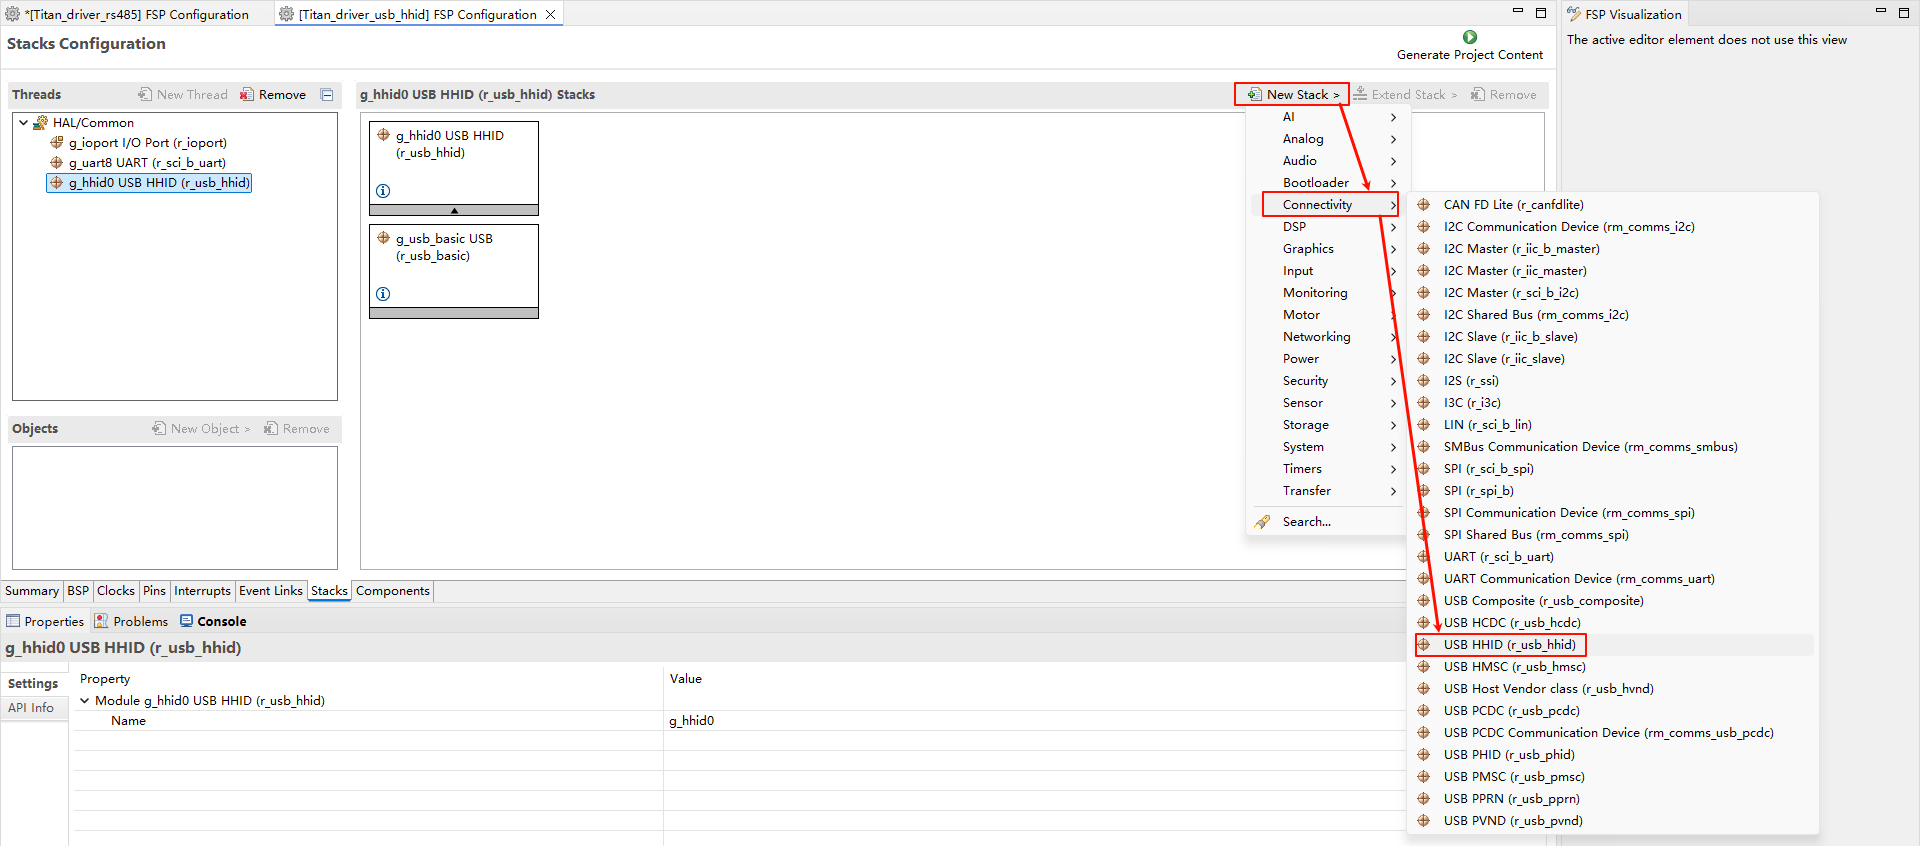 *[Titan_driver_rs485] FSP Configuration
[Titan_driver_usb_hhid] FSP Configuration
FSP Visualization
Stacks Configuration
Generate Project Content
The active editor element does not use this view
Threads
New Thread
Remove
HAL/Common
g_ioport I/O Port (r_ioport)
g_uart8 UART (r_sci_b_uart)
g_hhid0 USB HHID (r_usb_hhid)
g_hhid0 USB HHID (r_usb_hhid) Stacks
New Stack >
Extend Stack >
Remove
g_hhid0 USB HHID
(r_usb_hhid)
g_usb_basic USB
(r_usb_basic)
AI
Analog
Audio
Bootloader
Connectivity
DSP
Graphics
Input
Monitoring
Motor
Networking
Power
Security
Sensor
Storage
System
Timers
Transfer
Search...
CAN FD Lite (r_canfdlite)
I2C Communication Device (rm_comms_i2c)
I2C Master (r_iic_b_master)
I2C Master (r_iic_master)
I2C Master (r_sci_b_i2c)
I2C Shared Bus (rm_comms_i2c)
I2C Slave (r_iic_b_slave)
I2C Slave (r_iic_slave)
I2S (r_ssi)
I3C (r_i3c)
LIN (r_sci_b_lin)
SMBus Communication Device (rm_comms_smbus)
SPI (r_sci_b_spi)
SPI (r_spi_b)
SPI Communication Device (rm_comms_spi)
SPI Shared Bus (rm_comms_spi)
UART (r_sci_b_uart)
UART Communication Device (rm_comms_uart)
USB Composite (r_usb_composite)
USB HCDC (r_usb_hcdc)
USB HHID (r_usb_hhid)
USB HMSC (r_usb_hmsc)
USB Host Vendor class (r_usb_hvnd)
USB PCDC (r_usb_pcdc)
USB PCDC Communication Device (rm_comms_usb_pcdc)
USB PHID (r_usb_phid)
USB PMSC (r_usb_pmsc)
USB PPRN (r_usb_pprn)
USB PVND (r_usb_pvnd)
Objects
New Object >
Remove
Summary
BSP
Clocks
Pins
Interrupts
Event Links
Stacks
Components
Properties
Problems
Console
g_hhid0 USB HHID (r_usb_hhid)
Settings
API Info
Property
Value
Module g_hhid0 USB HHID (r_usb_hhid)
Name
g_hhid0